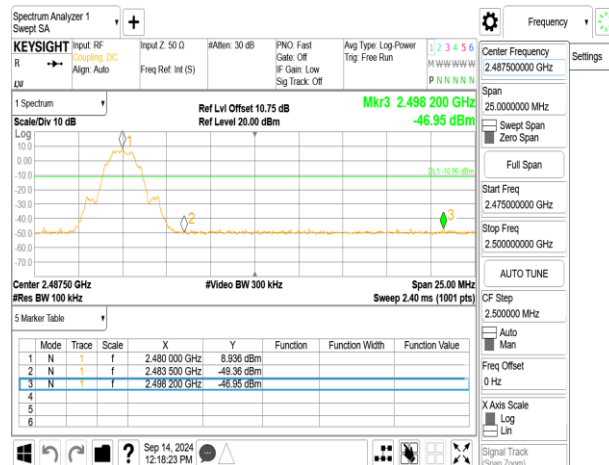 Spectrum Analyzer 1
Swept SA
+
Frequency
Settings
KEYSIGHT
R
LXI
Input: RF
Coupling: DC
Align: Auto
Input Z: 50 Ω
Freq Ref: Int (S)
#Atten: 30 dB
PNO: Fast
Gate: Off
IF Gain: Low
Sig Track: Off
Avg Type: Log-Power
Trig: Free Run
1 2 3 4 5 6
M W W W W W
P N N N N N
1 Spectrum
Scale/Div 10 dB
Ref Lvl Offset 10.75 dB
Ref Level 20.00 dBm
Mkr3 2.498 200 GHz
-46.95 dBm
Log
10.0
0.00
-10.0
-20.0
-30.0
-40.0
-50.0
-60.0
-70.0
1
2
3
DL1 -10.96 dBm
Center 2.48750 GHz
#Res BW 100 kHz
#Video BW 300 kHz
Span 25.00 MHz
Sweep 2.40 ms (1001 pts)
5 Marker Table
Mode Trace Scale X Y Function Function Width Function Value
1 N 1 f 2.480 000 GHz 8.936 dBm
2 N 1 f 2.483 500 GHz -49.36 dBm
3 N 1 f 2.498 200 GHz -46.95 dBm
4
5
6
Sep 14, 2024
12:18:23 PM
?
Center Frequency
2.487500000 GHz
Span
25.0000000 MHz
Swept Span
Zero Span
Full Span
Start Freq
2.475000000 GHz
Stop Freq
2.500000000 GHz
AUTO TUNE
CF Step
2.500000 MHz
Auto
Man
Freq Offset
0 Hz
X Axis Scale
Log
Lin
Signal Track
(Span Zoom)